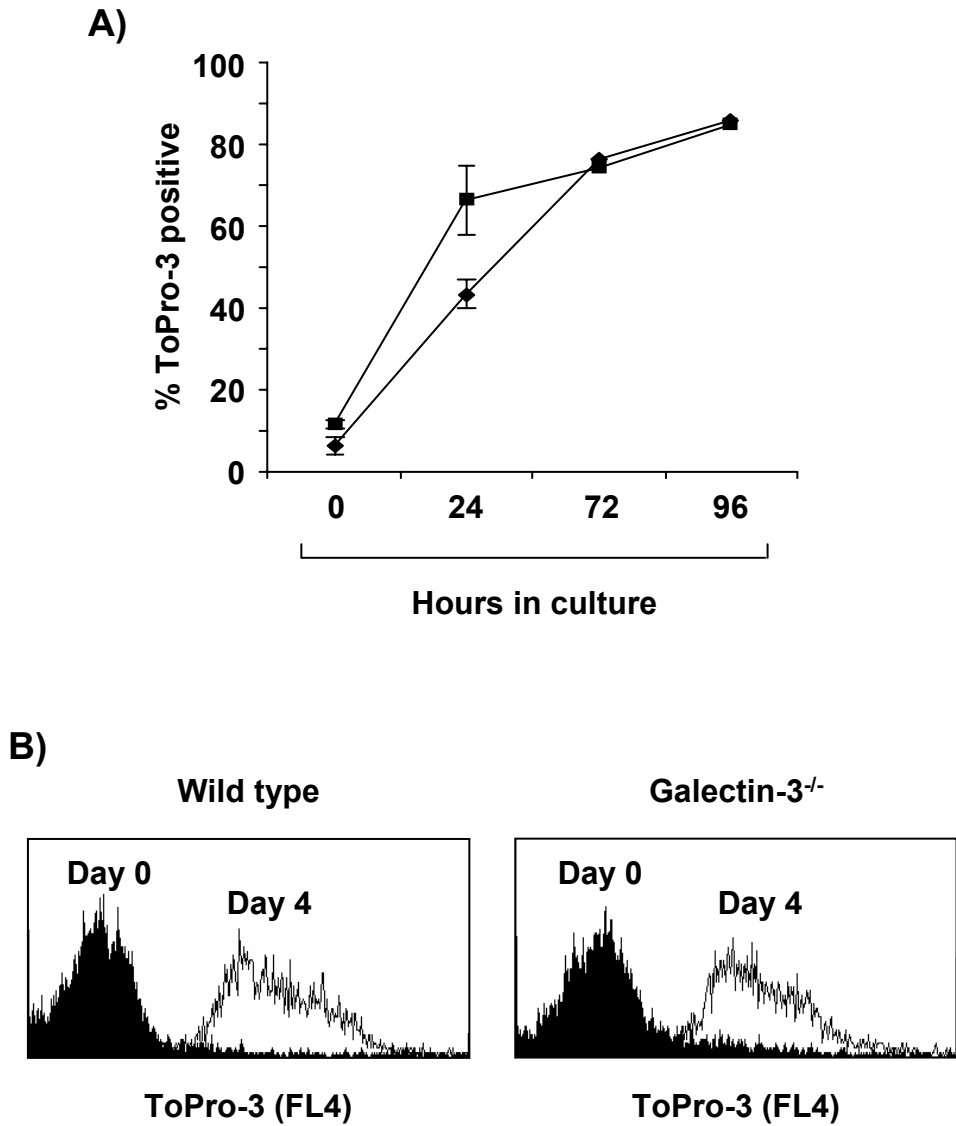 A)
100
80
60
40
20
0
% ToPro-3 positive
0 24 72 96
Hours in culture
B)
Wild type Galectin-3-/-
Day 0 Day 4 Day 0 Day 4
ToPro-3 (FL4) ToPro-3 (FL4)